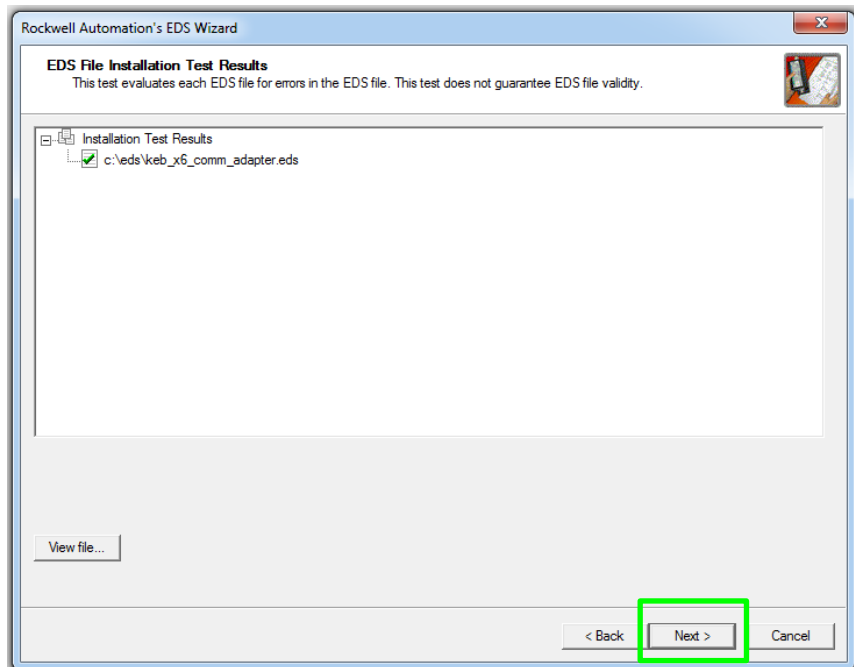 Rockwell Automation's EDS Wizard
x
EDS File Installation Test Results
This test evaluates each EDS file for errors in the EDS file. This test does not guarantee EDS file validity.
Installation Test Results
c:\eds\keb_x6_comm_adapter.eds
View file...
< Back Next > Cancel